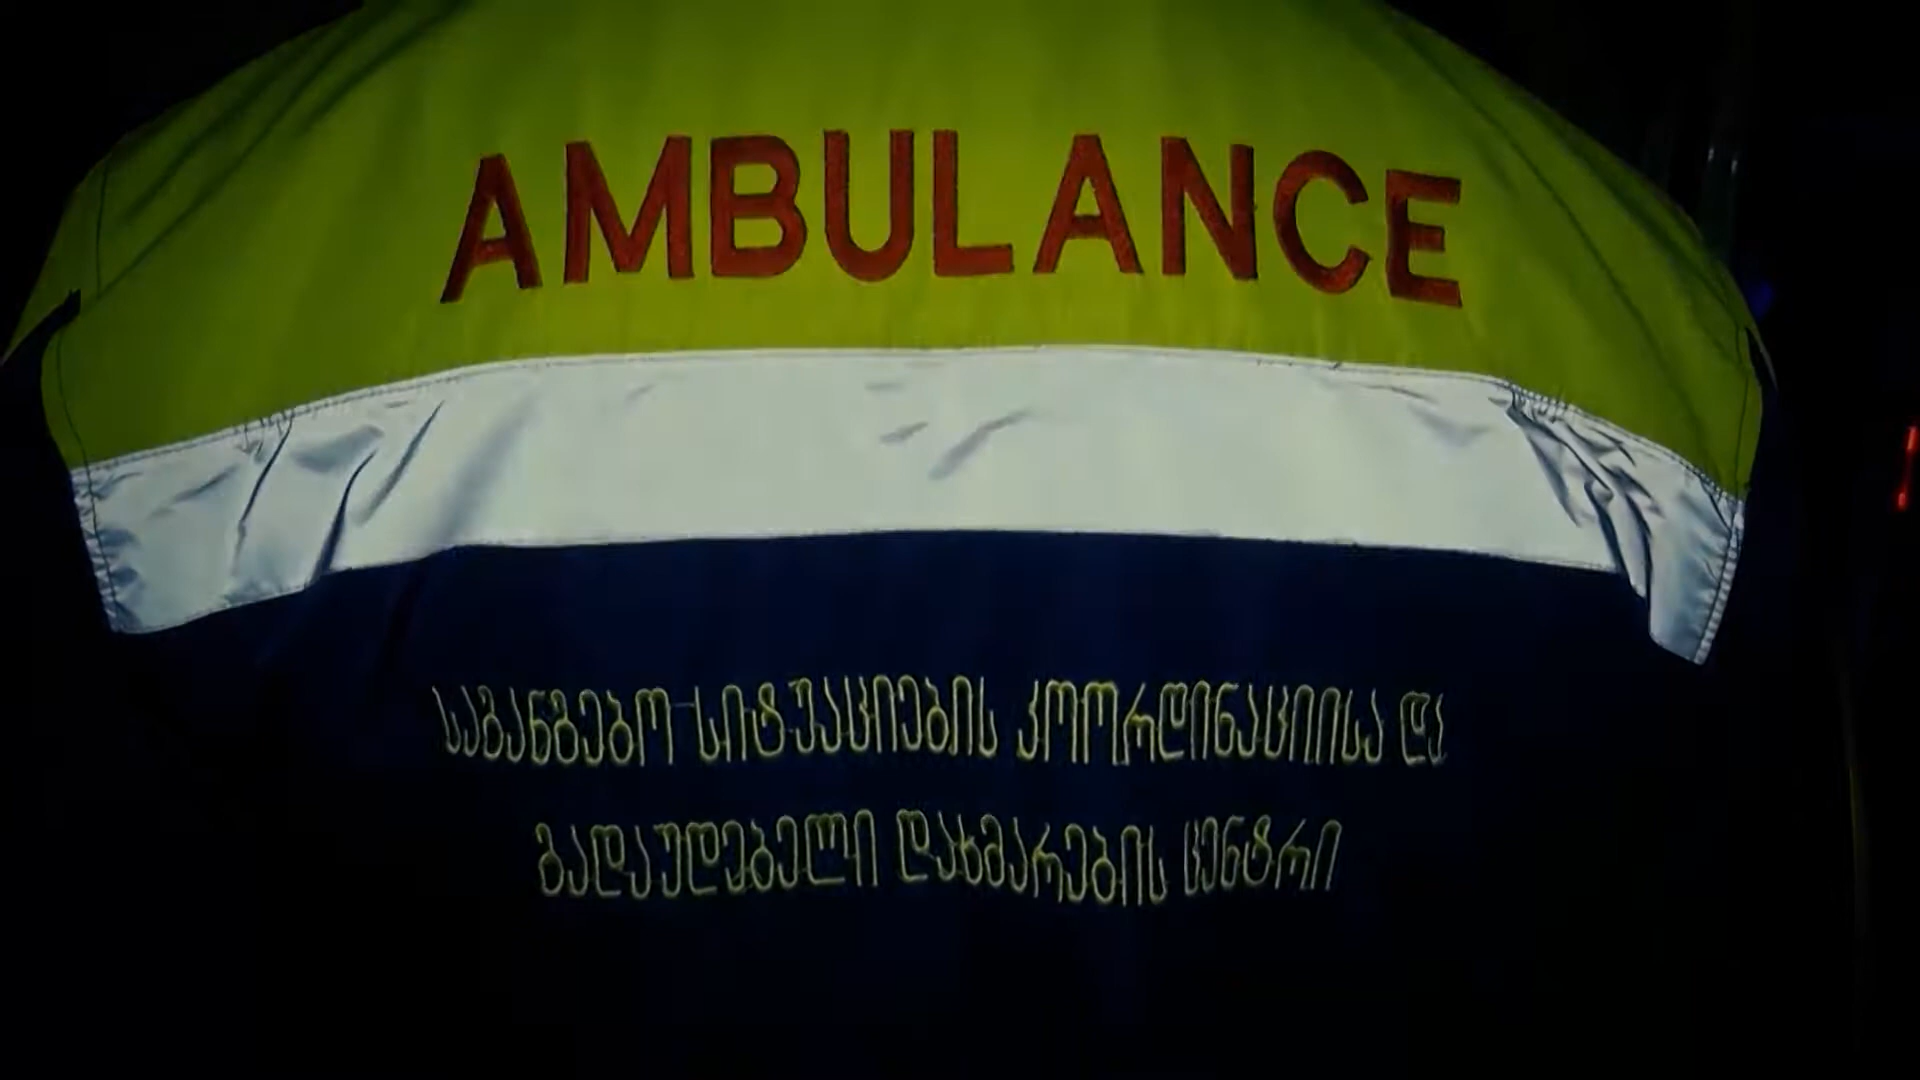 AMBULANCE
საგანგებო სიტუაციების კოორდინაციისა და
გადაუდებელი დახმარების ცენტრი